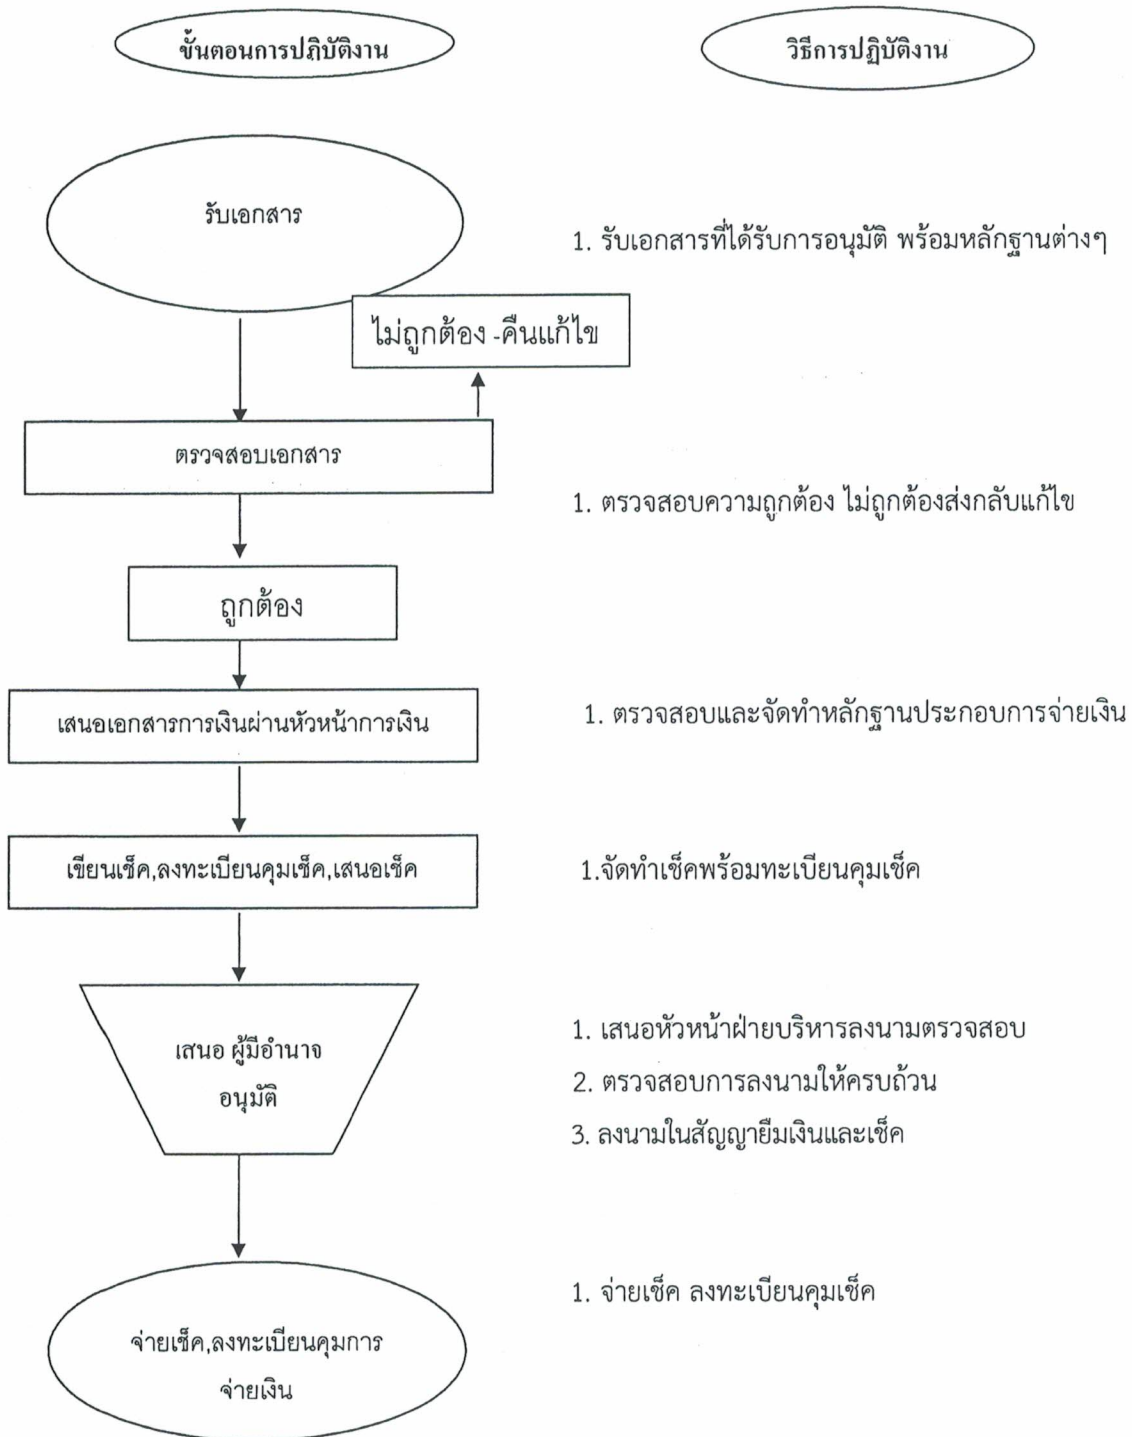 ขั้นตอนการปฏิบัติงาน
วิธีการปฏิบัติงาน
รับเอกสาร
1. รับเอกสารที่ได้รับการอนุมัติ พร้อมหลักฐานต่างๆ
ไม่ถูกต้อง -คืนแก้ไข
ตรวจสอบเอกสาร
1. ตรวจสอบความถูกต้อง ไม่ถูกต้องส่งกลับแก้ไข
ถูกต้อง
เสนอเอกสารการเงินผ่านหัวหน้าการเงิน
1. ตรวจสอบและจัดทำหลักฐานประกอบการจ่ายเงิน
เขียนเช็ค,ลงทะเบียนคุมเช็ค,เสนอเช็ค
1.จัดทำเช็คพร้อมทะเบียนคุมเช็ค
เสนอ ผู้มีอำนาจ
อนุมัติ
1. เสนอหัวหน้าฝ่ายบริหารลงนามตรวจสอบ
2. ตรวจสอบการลงนามให้ครบถ้วน
3. ลงนามในสัญญายืมเงินและเช็ค
1. จ่ายเช็ค ลงทะเบียนคุมเช็ค
จ่ายเช็ค,ลงทะเบียนคุมการ
จ่ายเงิน